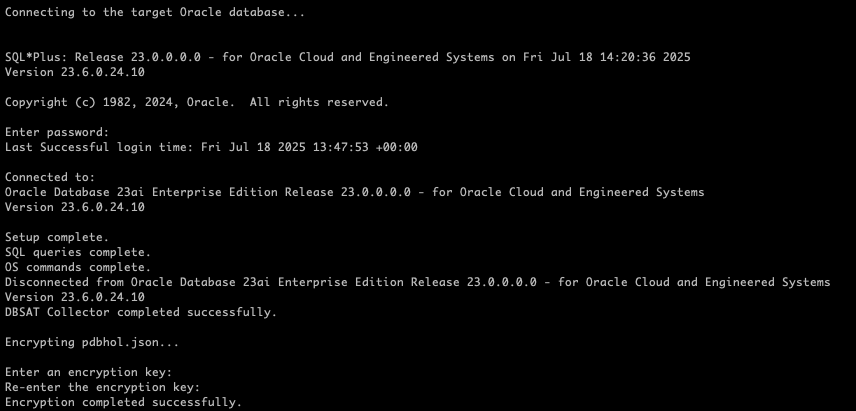 Connecting to the target Oracle database...
SQL*Plus: Release 23.0.0.0.0 - for Oracle Cloud and Engineered Systems on Fri Jul 18 14:20:36 2025
Version 23.6.0.24.10
Copyright (c) 1982, 2024, Oracle.  All rights reserved.
Enter password:
Last Successful login time: Fri Jul 18 2025 13:47:53 +00:00
Connected to:
Oracle Database 23ai Enterprise Edition Release 23.0.0.0.0 - for Oracle Cloud and Engineered Systems
Version 23.6.0.24.10
Setup complete.
SQL queries complete.
OS commands complete.
Disconnected from Oracle Database 23ai Enterprise Edition Release 23.0.0.0.0 - for Oracle Cloud and Engineered Systems
Version 23.6.0.24.10
DBSAT Collector completed successfully.
Encrypting pdbhol.json...
Enter an encryption key:
Re-enter the encryption key:
Encryption completed successfully.